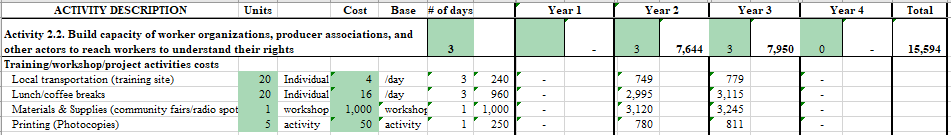 ACTIVITY DESCRIPTION Units Cost Base # of days Year 1 Year 2 Year 3 Year 4 Total
Activity 2.2. Build capacity of worker organizations, producer associations, and
other actors to reach workers to understand their rights 3 - 3 7,644 3 7,950 0 - 15,594
Training/workshop/project activities costs
Local transportation (training site) 20 Individual 4 /day 3 240 - 749 779
Lunch/coffee breaks 20 Individual 16 /day 3 960 - 2,995 3,115
Materials & Supplies (community fairs/radio spot 1 workshop 1,000 workshop 1 1,000 - 3,120 3,245
Printing (Photocopies) 5 activity 50 activity 1 250 - 780 811